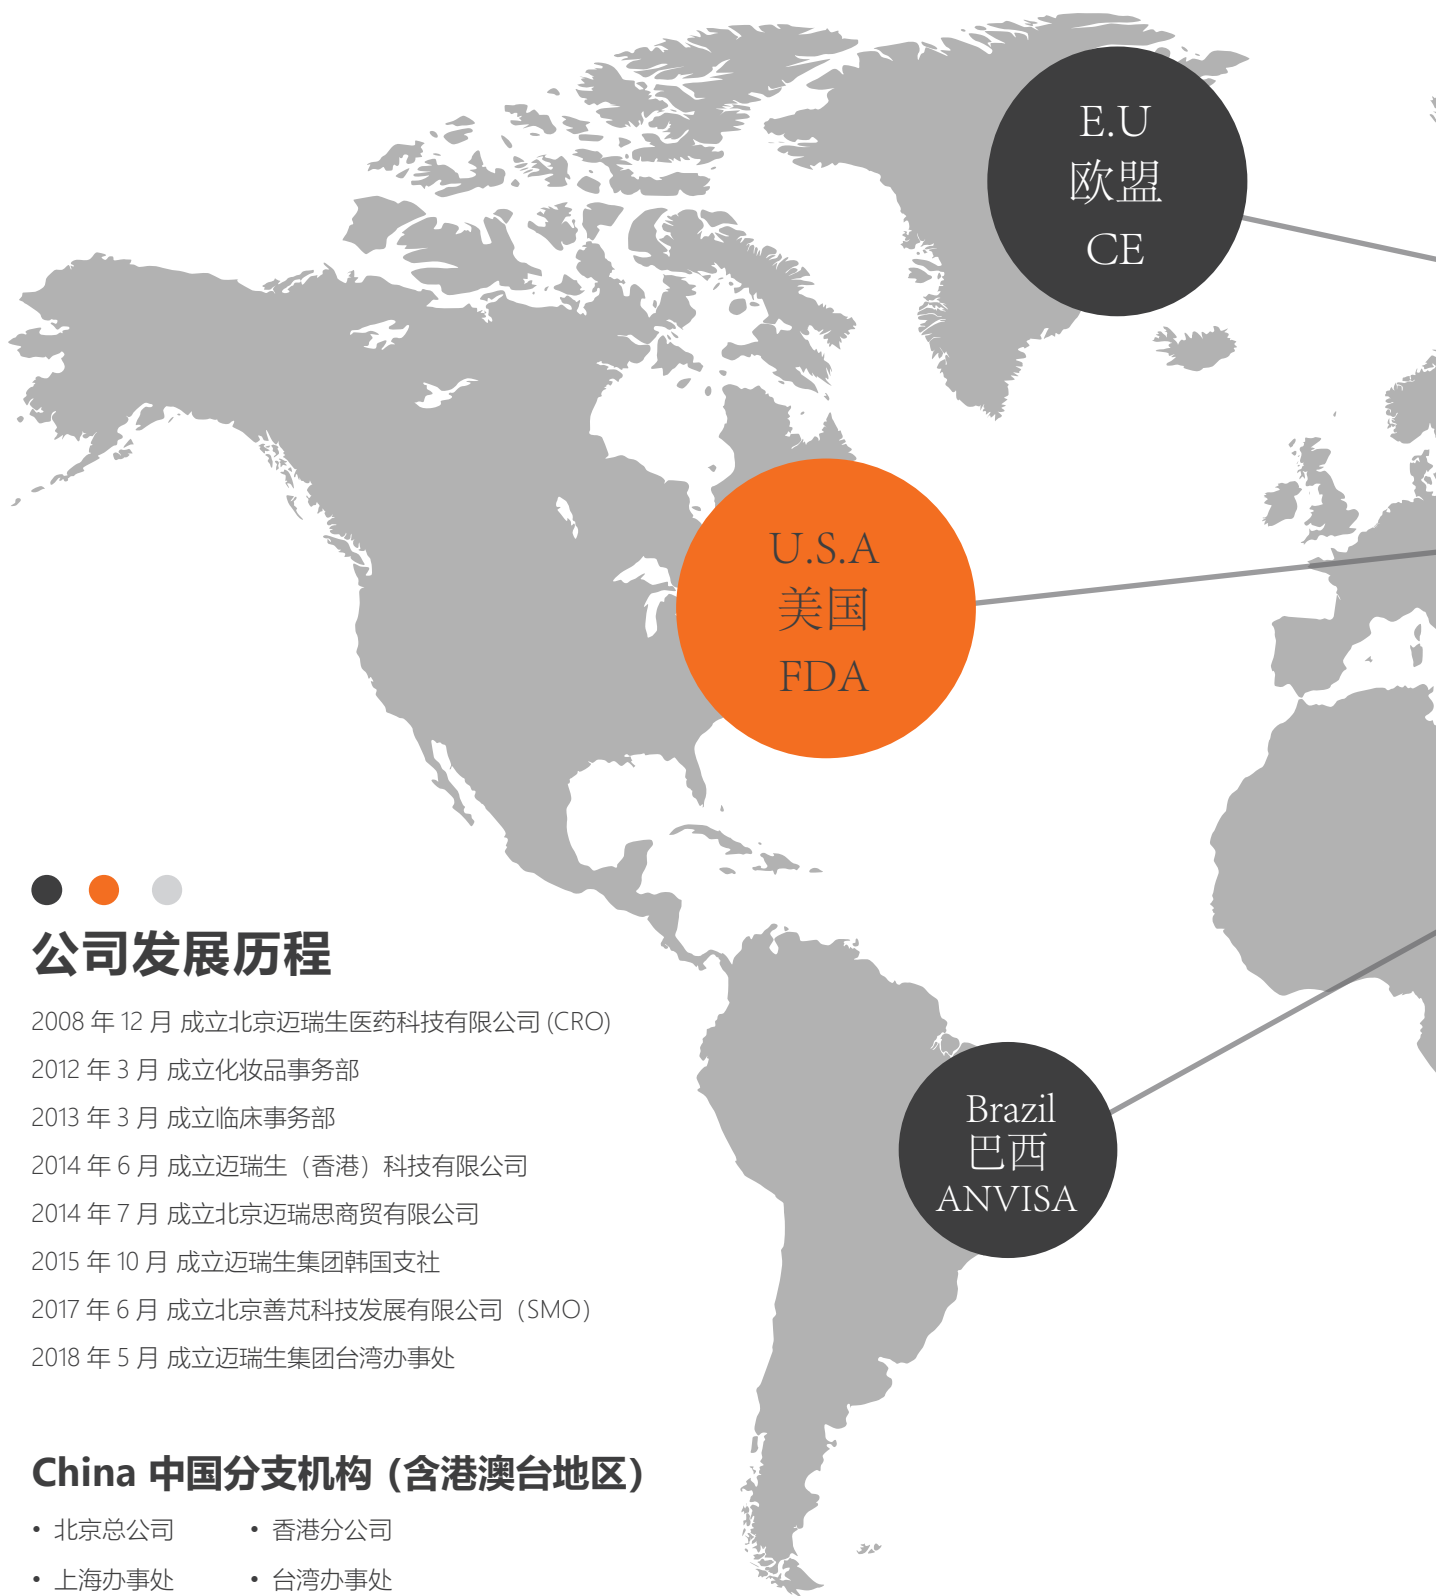 E.U
欧盟
CE
U.S.A
美国
FDA
公司发展历程
2008 年 12 月 成立北京迈瑞生医药科技有限公司 (CRO)
2012 年 3 月 成立化妆品事务部
2013 年 3 月 成立临床事务部
2014 年 6 月 成立迈瑞生（香港）科技有限公司
2014 年 7 月 成立北京迈瑞思商贸有限公司
2015 年 10 月 成立迈瑞生集团韩国支社
2017 年 6 月 成立北京善芃科技发展有限公司（SMO）
2018 年 5 月 成立迈瑞生集团台湾办事处
Brazil
巴西
ANVISA
China 中国分支机构 (含港澳台地区）
• 北京总公司 • 香港分公司
• 上海办事处 • 台湾办事处